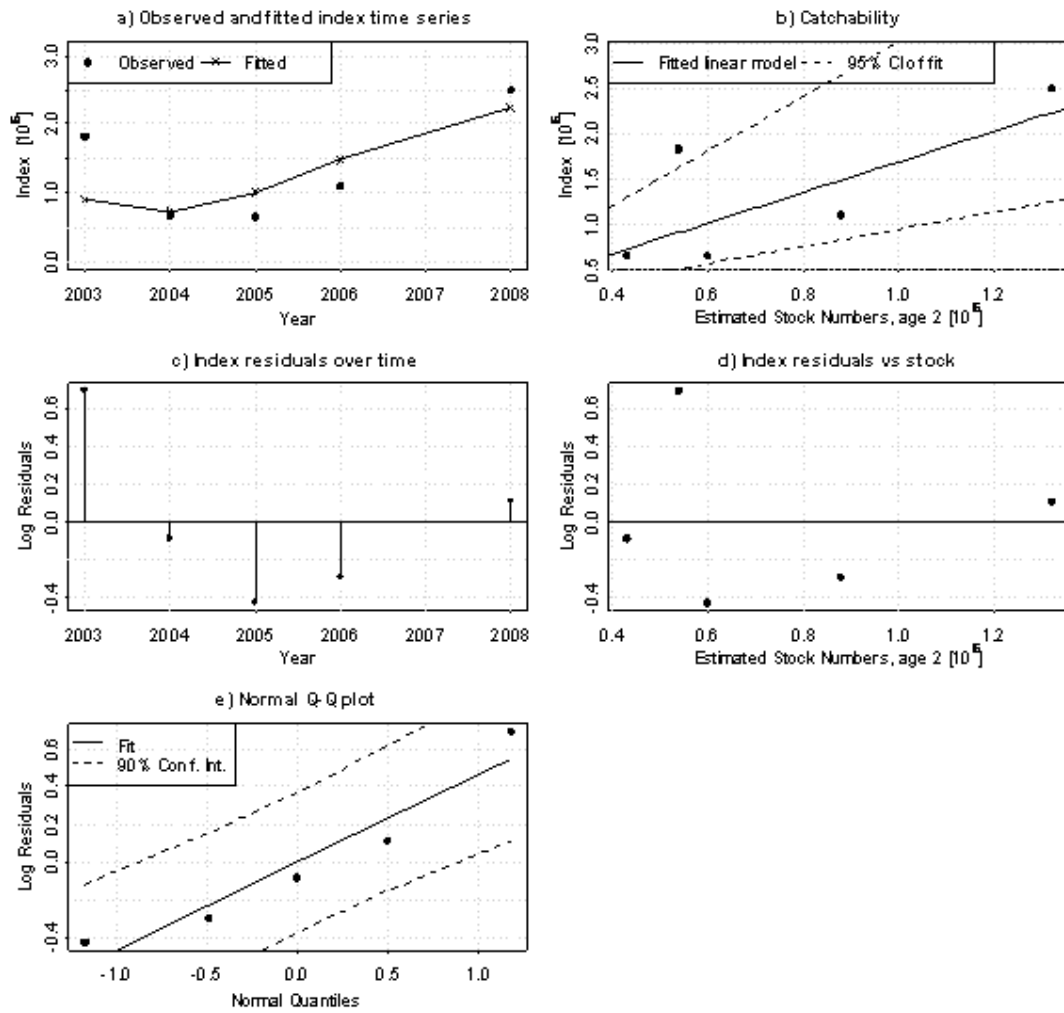 a) Observed and fitted index time series
Observed Fitted
Index [10^
0.0 1.0 2.0 3.0
2003 2004 2005 2006 2007 2008
Year
b) Catchability
Fitted linear model 95% CI of fit
Index [10^
0.5 1.0 1.5 2.0 2.5 3.0
0.4 0.6 0.8 1.0 1.2
Estimated Stock Numbers, age 2 [10^
c) Index residuals over time
Log Residuals
-0.4 0.0 0.2 0.4 0.6
2003 2004 2005 2006 2007 2008
Year
d) Index residuals vs stock
Log Residuals
-0.4 0.0 0.2 0.4 0.6
0.4 0.6 0.8 1.0 1.2
Estimated Stock Numbers, age 2 [10^
e) Normal Q-Q plot
Fit
90% Conf. Int.
Log Residuals
-0.4 0.0 0.2 0.4 0.6
-1.0 -0.5 0.0 0.5 1.0
Normal Quantiles